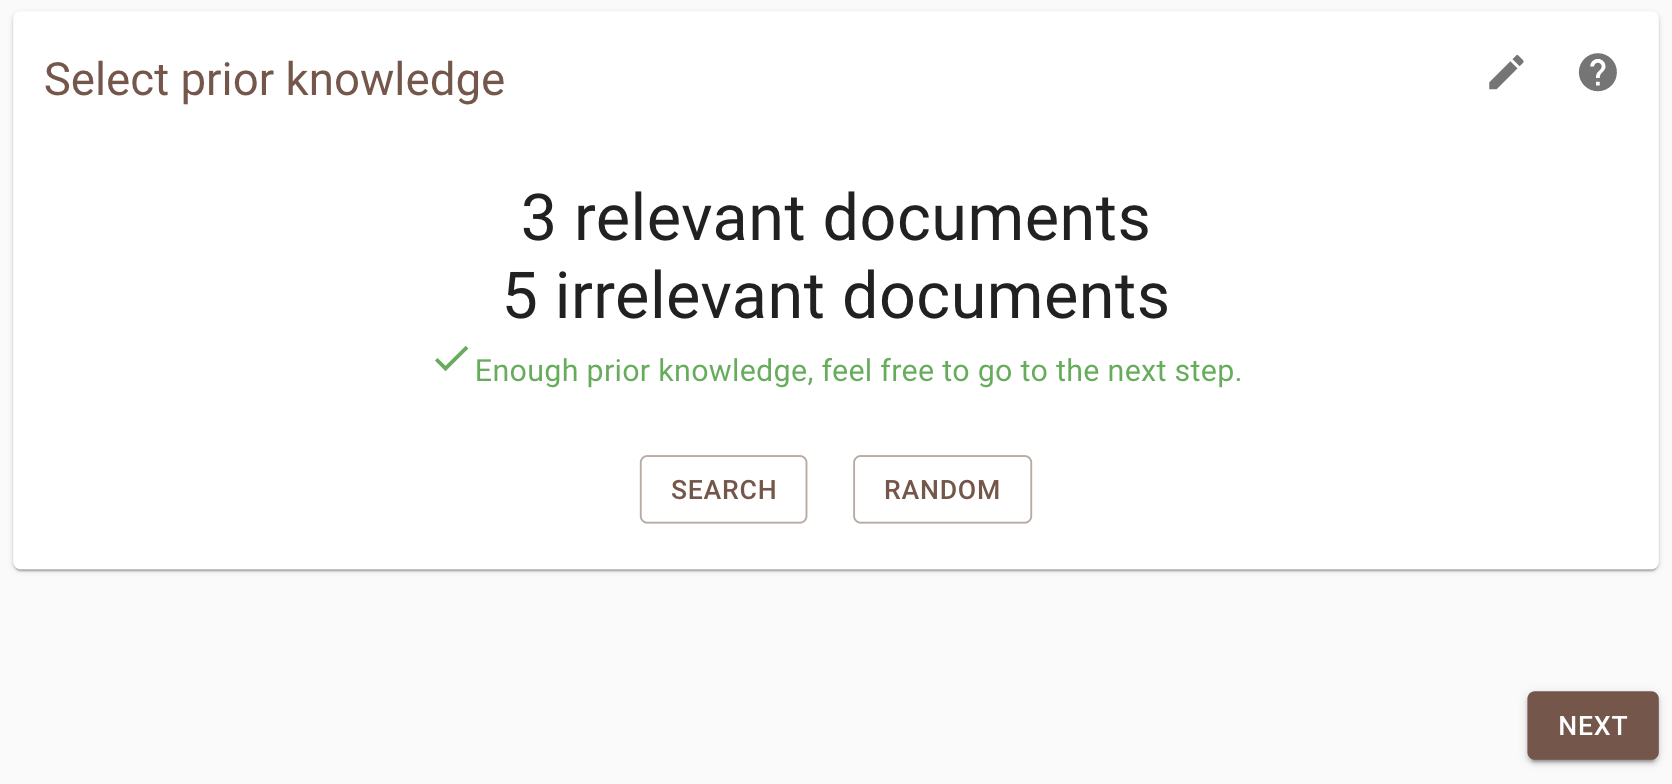 Select prior knowledge
3 relevant documents
5 irrelevant documents
Enough prior knowledge, feel free to go to the next step.
SEARCH
RANDOM
NEXT